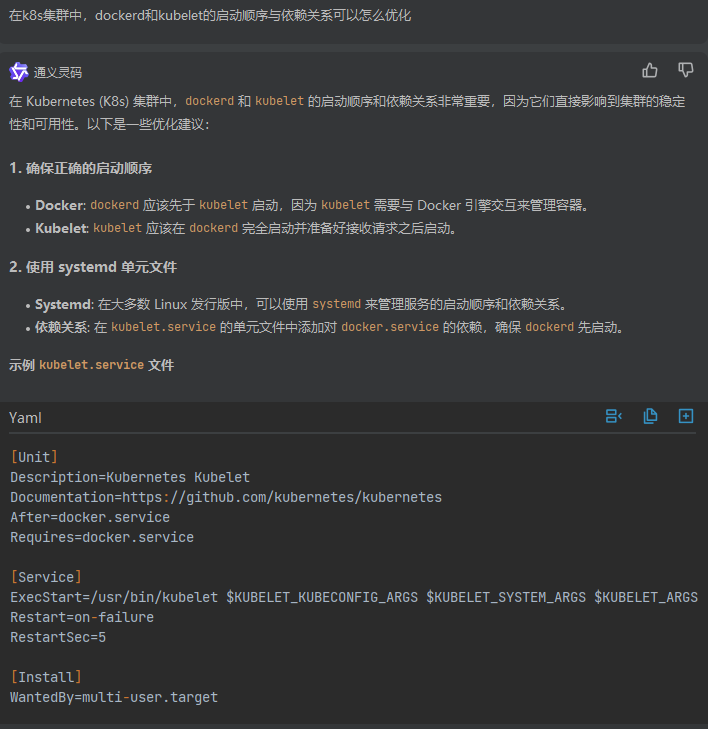 在k8s集群中，dockerd和kubelet的启动顺序与依赖关系可以怎么优化
通义灵码
在 Kubernetes (K8s) 集群中，dockerd 和 kubelet 的启动顺序和依赖关系非常重要，因为它们直接影响到集群的稳定
性和可用性。以下是一些优化建议：
1. 确保正确的启动顺序
• Docker: dockerd 应该先于 kubelet 启动，因为 kubelet 需要与 Docker 引擎交互来管理容器。
• Kubelet: kubelet 应该在 dockerd 完全启动并准备好接收请求之后启动。
2. 使用 systemd 单元文件
• Systemd: 在大多数 Linux 发行版中，可以使用 systemd 来管理服务的启动顺序和依赖关系。
• 依赖关系: 在 kubelet.service 的单元文件中添加对 docker.service 的依赖，确保 dockerd 先启动。
示例 kubelet.service 文件
Yaml
[Unit]
Description=Kubernetes Kubelet
Documentation=https://github.com/kubernetes/kubernetes
After=docker.service
Requires=docker.service
[Service]
ExecStart=/usr/bin/kubelet $KUBELET_KUBECONFIG_ARGS $KUBELET_SYSTEM_ARGS $KUBELET_ARGS
Restart=on-failure
RestartSec=5
[Install]
WantedBy=multi-user.target